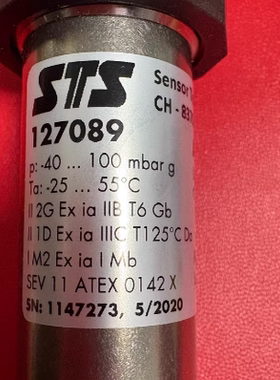 STS
Sensor
CH - 837
127089
p: -40 ... 100 mbar g
Ta: -25 ... 55°C
II 2G Ex ia IIB T6 Gb
II 1D Ex ia IIIC T125°C Da
I M2 Ex ia I Mb
SEV 11 ATEX 0142 X
SN: 1147273, 5/2020